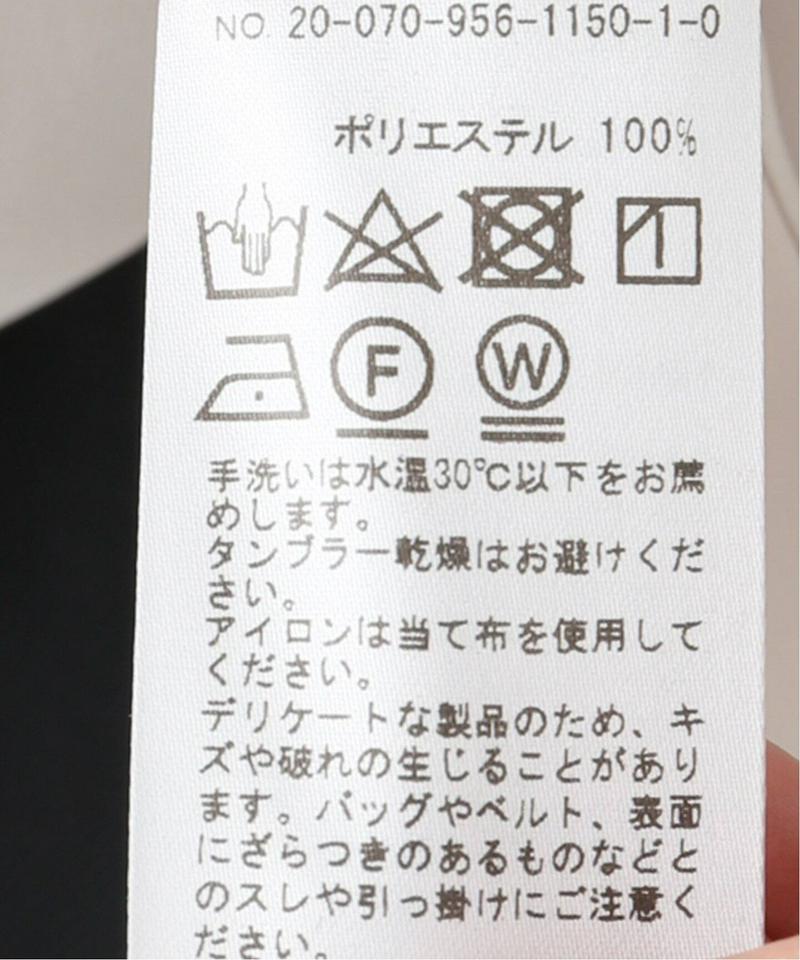 NO. 20-070-956-1150-1-0
ポリエステル 100%
F W
手洗いは水温30℃以下をお薦
めします。
タンブラー乾燥はお避けくだ
さい。
アイロンは当て布を使用して
ください。
デリケートな製品のため、キ
ズや破れの生じることがあり
ます。バッグやベルト、表面
にざらつきのあるものなどと
のスレや引っ掛けにご注意く
ださい。